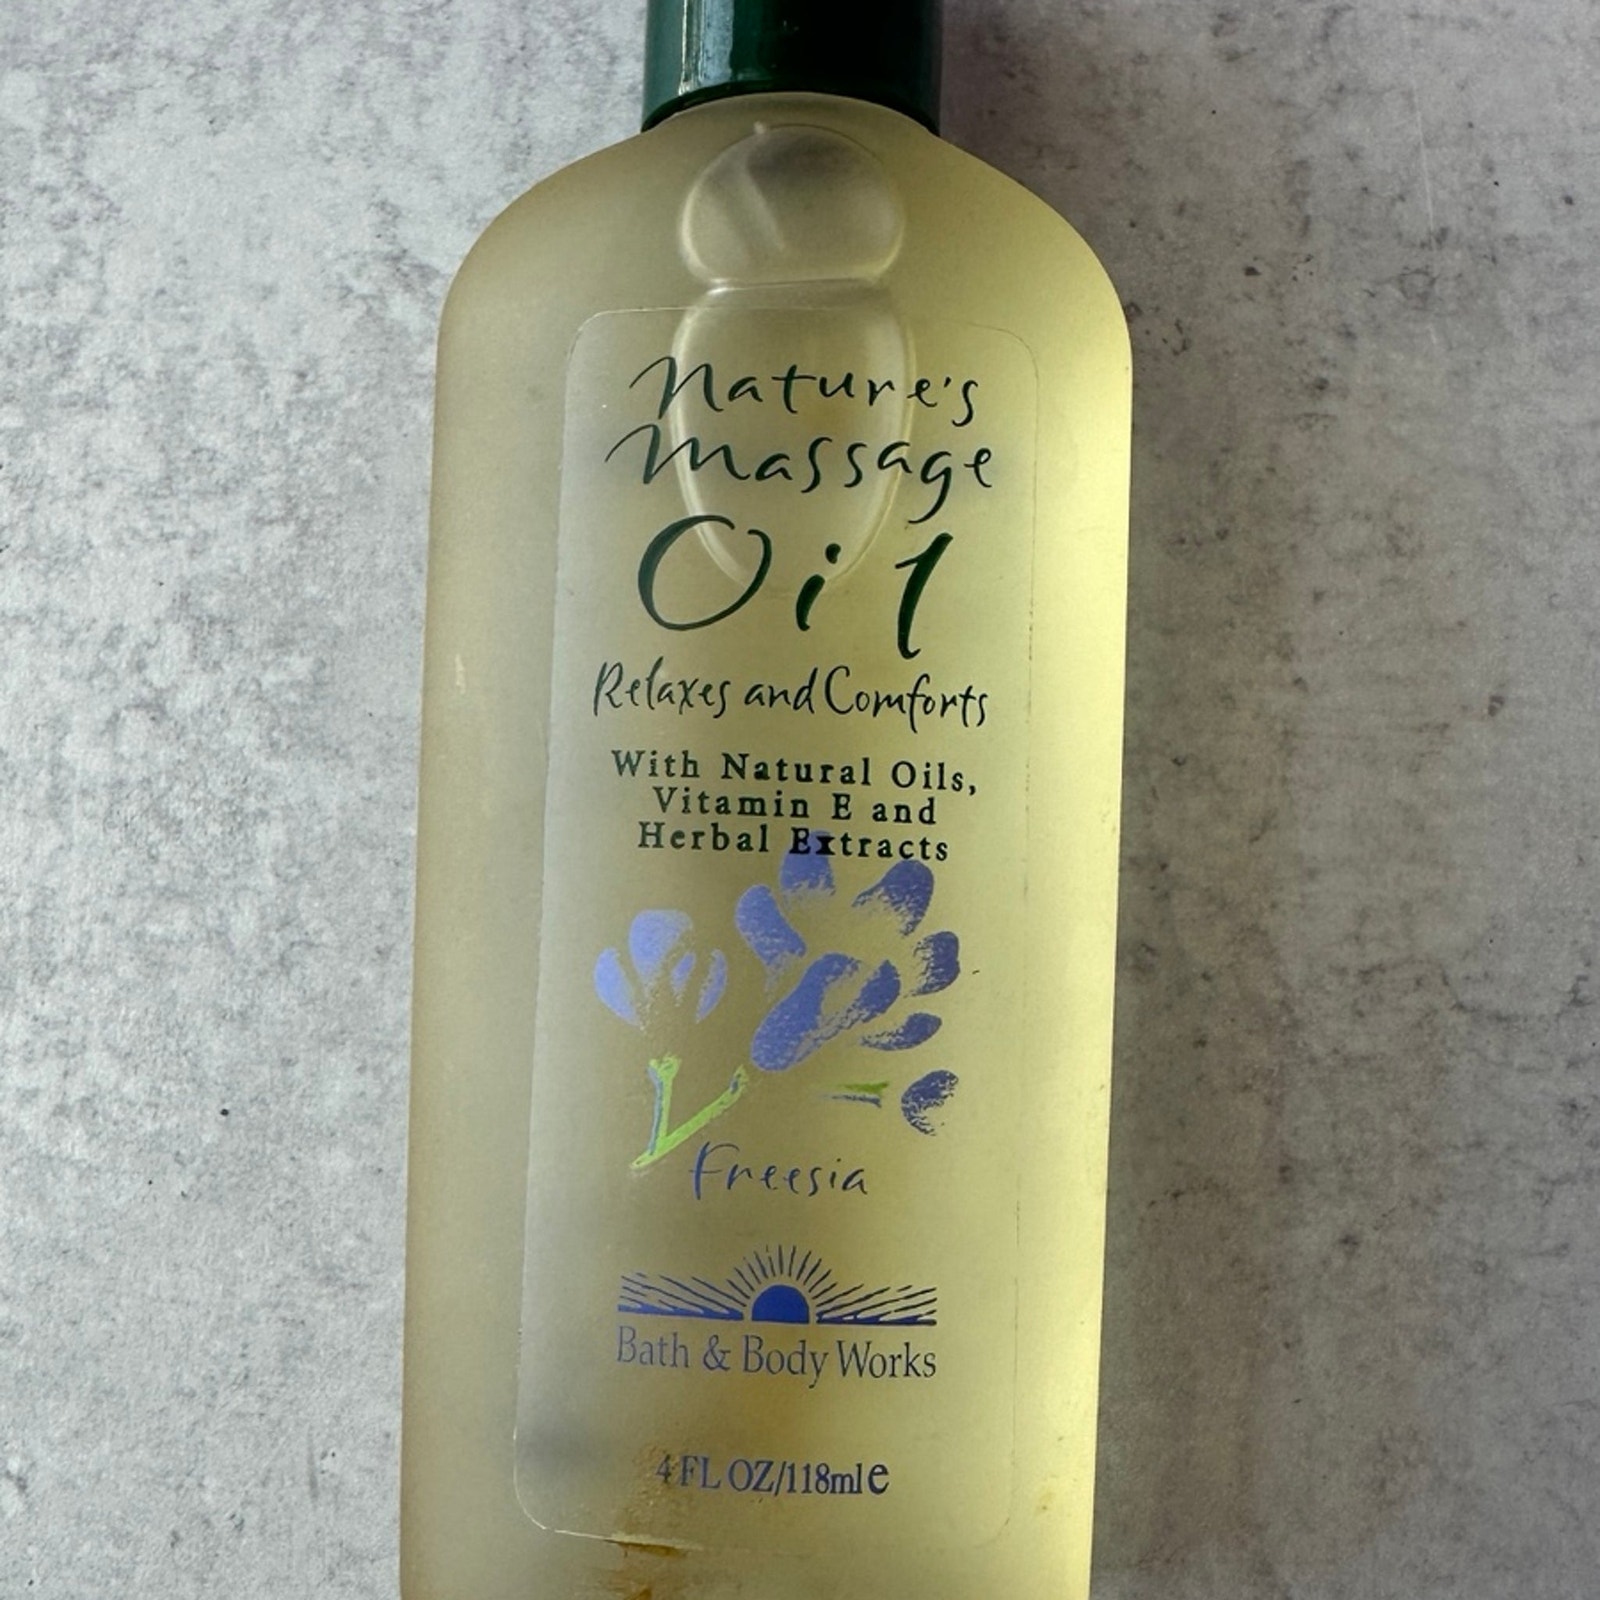 Nature's
Massage
Oil
Relaxes and Comforts
With Natural Oils,
Vitamin E and
Herbal Extracts
Freesia
Bath & Body Works
4 FL OZ/118ml e